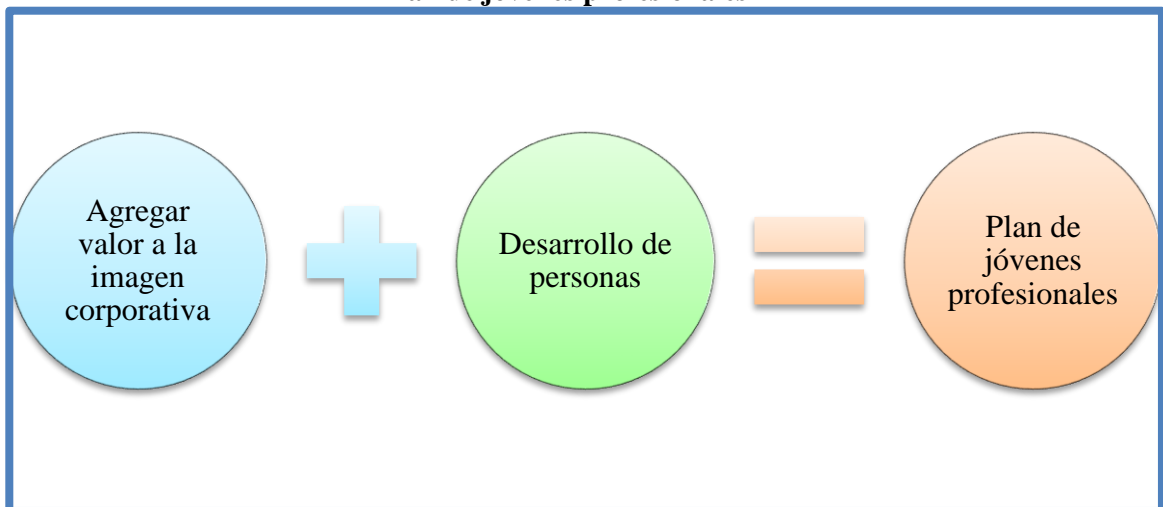 Agregar
valor a la
imagen
corporativa
Desarrollo de
personas
Plan de
jóvenes
profesionales